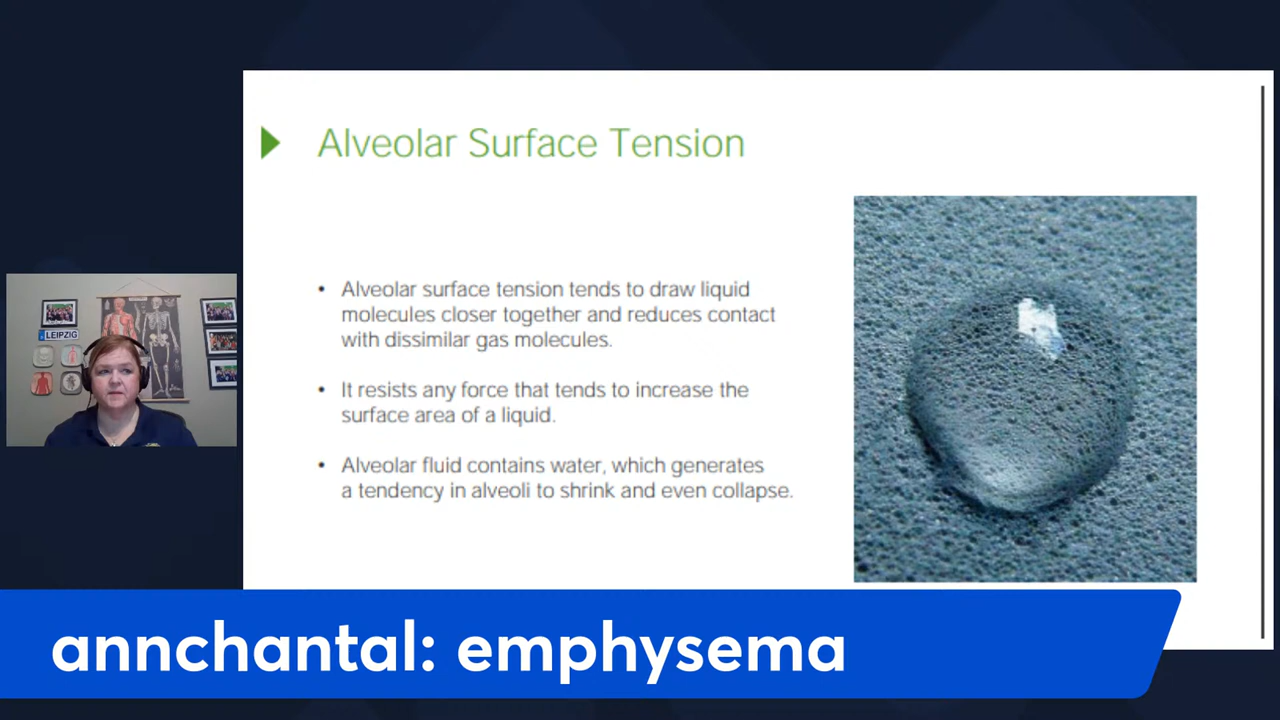 Alveolar Surface Tension
• Alveolar surface tension tends to draw liquid
molecules closer together and reduces contact
with dissimilar gas molecules.
• It resists any force that tends to increase the
surface area of a liquid.
• Alveolar fluid contains water, which generates
a tendency in alveoli to shrink and even collapse.
LEIPZIG
annchantal: emphysema